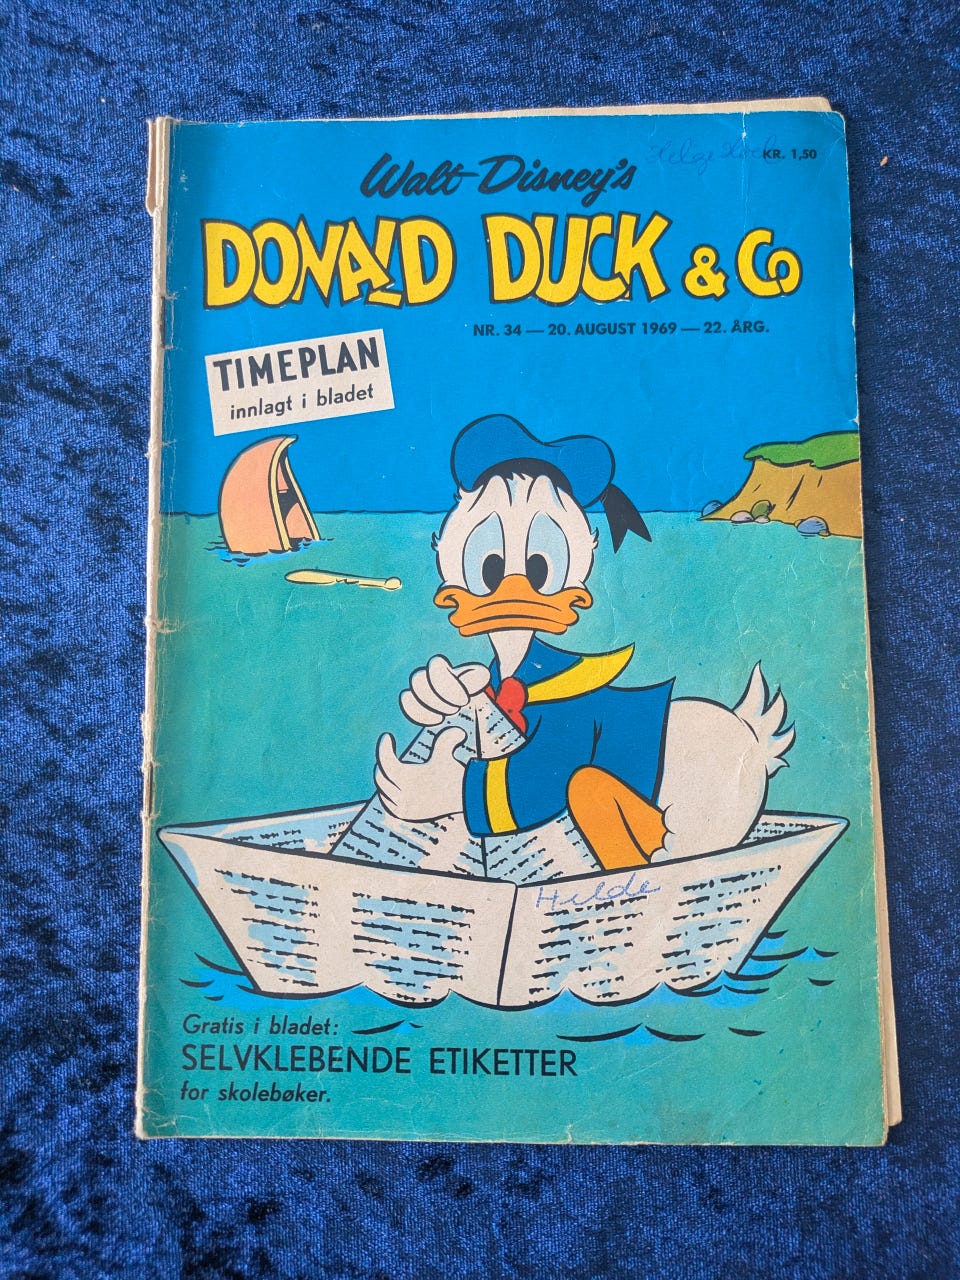 Helge
KR. 1,50
Walt Disney's
DONALD DUCK & Co
NR. 34 — 20. AUGUST 1969 — 22. ÅRG.
TIMEPLAN
innlagt i bladet
Hilde
Gratis i bladet:
SELVKLEBENDE ETIKETTER
for skolebøker.